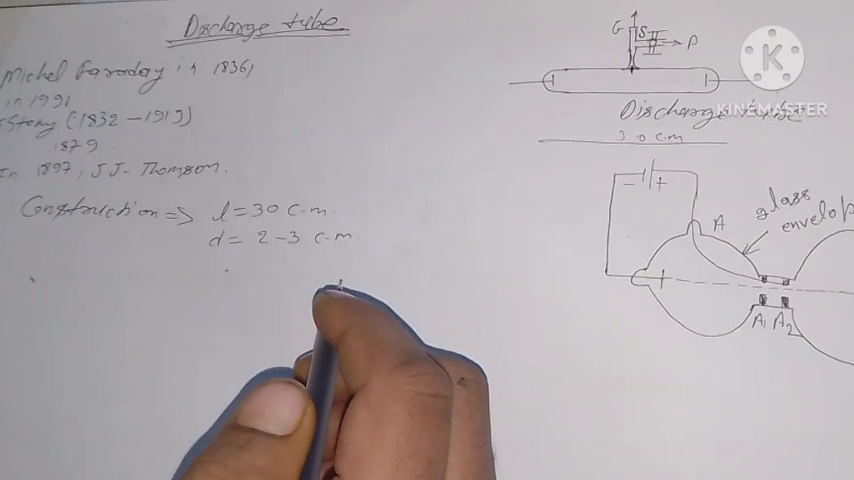 Discharge tube
Michel Faraday in 1836,
in 1991
Stony (1832-1919)
1879
In 1897, J.J. Thomson.
Construction => l = 30 c.m.
d = 2-3 c.m.
G S
P
Discharge tube
30 c.m
K
KINEMASTER
- +
A
glass
envelop
A1 A2